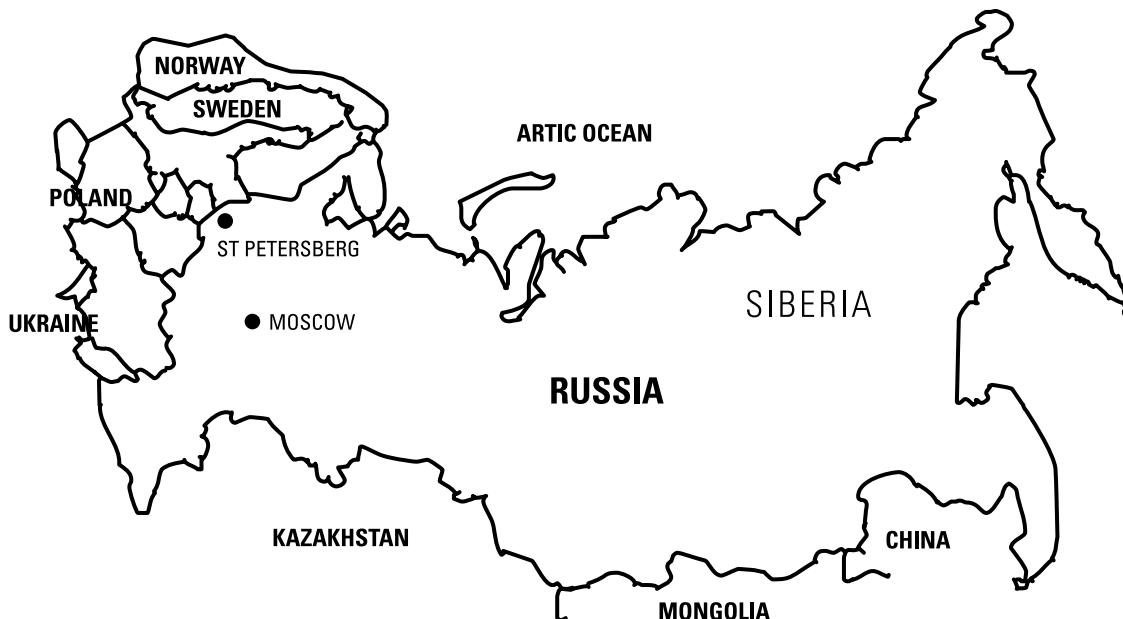 NORWAY
SWEDEN
ARTIC OCEAN
POLAND
ST PETERSBERG
SIBERIA
UKRAINE
MOSCOW
RUSSIA
KAZAKHSTAN
CHINA
MONGOLIA